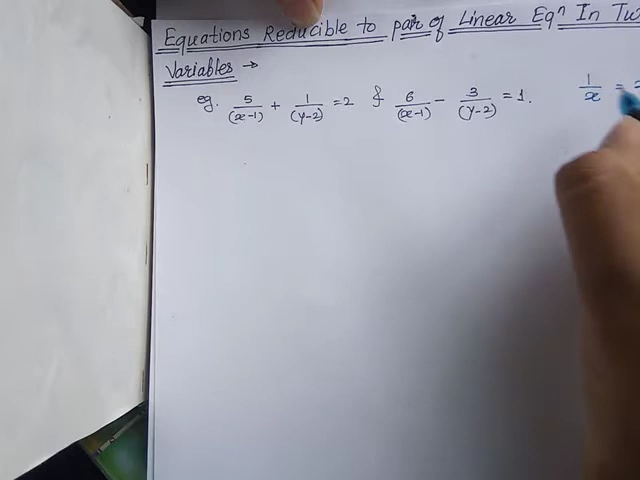 Equations Reducible to pair of Linear Eqⁿ In
Variables →
eg. 5/(x-1) + 1/(y-2) = 2 & 6/(x-1) - 3/(y-2) = 1. 1/x =